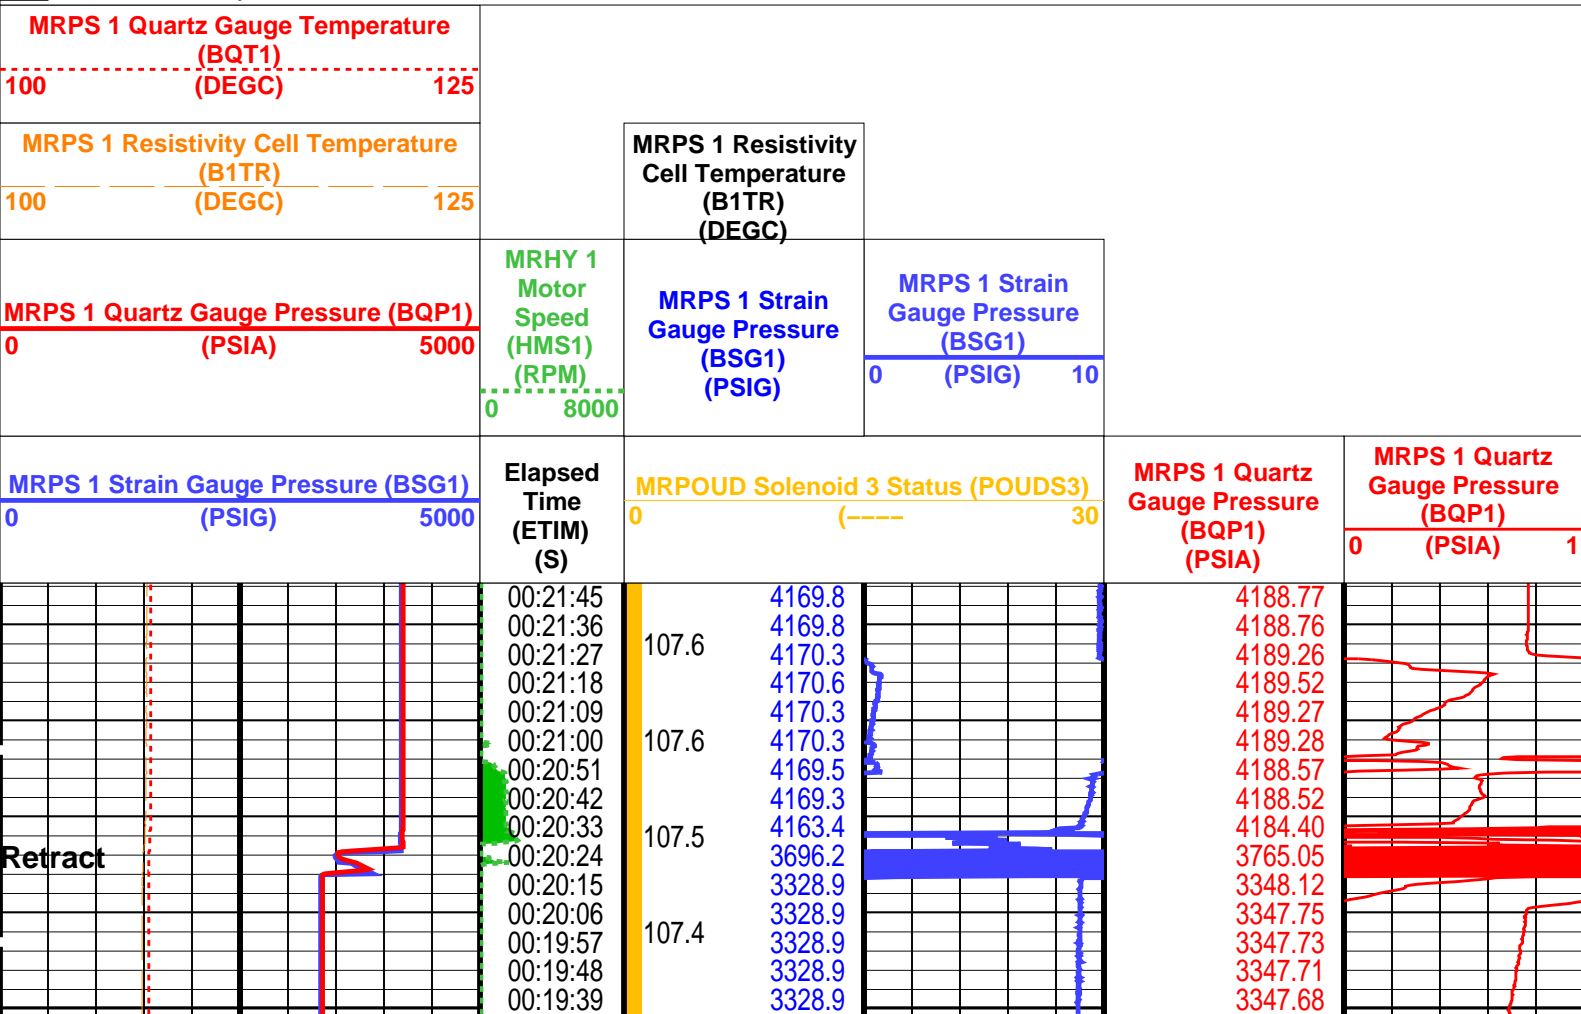 MRPS 1 Quartz Gauge Temperature
(BQT1)
100 (DEGC) 125
MRPS 1 Resistivity Cell Temperature
(B1TR)
100 (DEGC) 125
MRPS 1 Resistivity
Cell Temperature
(B1TR)
(DEGC)
MRPS 1 Quartz Gauge Pressure (BQP1)
0 (PSIA) 5000
MRHY 1
Motor
Speed
(HMS1)
(RPM)
0 8000
MRPS 1 Strain
Gauge Pressure
(BSG1)
(PSIG)
MRPS 1 Strain
Gauge Pressure
(BSG1)
0 (PSIG) 10
MRPS 1 Strain Gauge Pressure (BSG1)
0 (PSIG) 5000
Elapsed
Time
(ETIM)
(S)
MRPOUD Solenoid 3 Status (POUDS3)
0 (---- 30
MRPS 1 Quartz
Gauge Pressure
(BQP1)
(PSIA)
MRPS 1 Quartz
Gauge Pressure
(BQP1)
0 (PSIA) 1
00:21:45 4169.8 4188.77
00:21:36 4169.8 4188.76
107.6
00:21:27 4170.3 4189.26
00:21:18 4170.6 4189.52
00:21:09 4170.3 4189.27
00:21:00 107.6 4170.3 4189.28
00:20:51 4169.5 4188.57
00:20:42 4169.3 4188.52
00:20:33 107.5 4163.4 4184.40
Retract 00:20:24 3696.2 3765.05
00:20:15 3328.9 3348.12
00:20:06 3328.9 3347.75
107.4
00:19:57 3328.9 3347.73
00:19:48 3328.9 3347.71
00:19:39 3328.9 3347.68